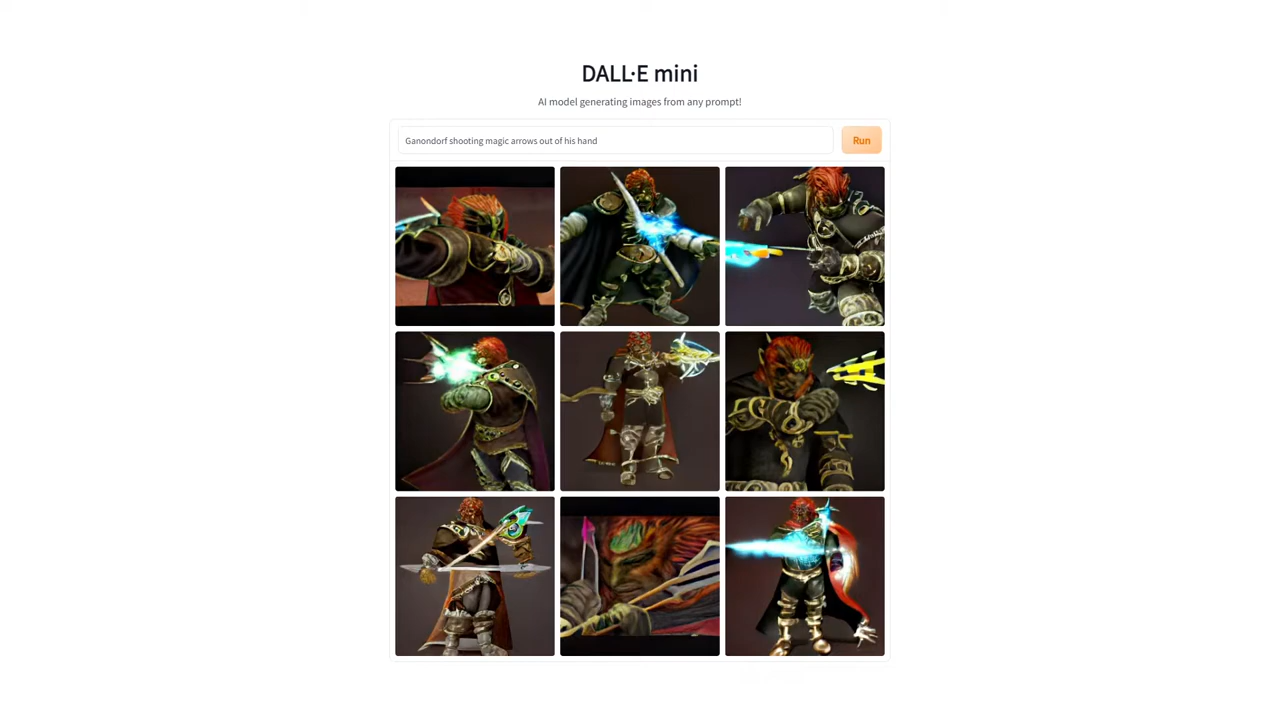 DALL·E mini
AI model generating images from any prompt!
Ganondorf shooting magic arrows out of his hand
Run